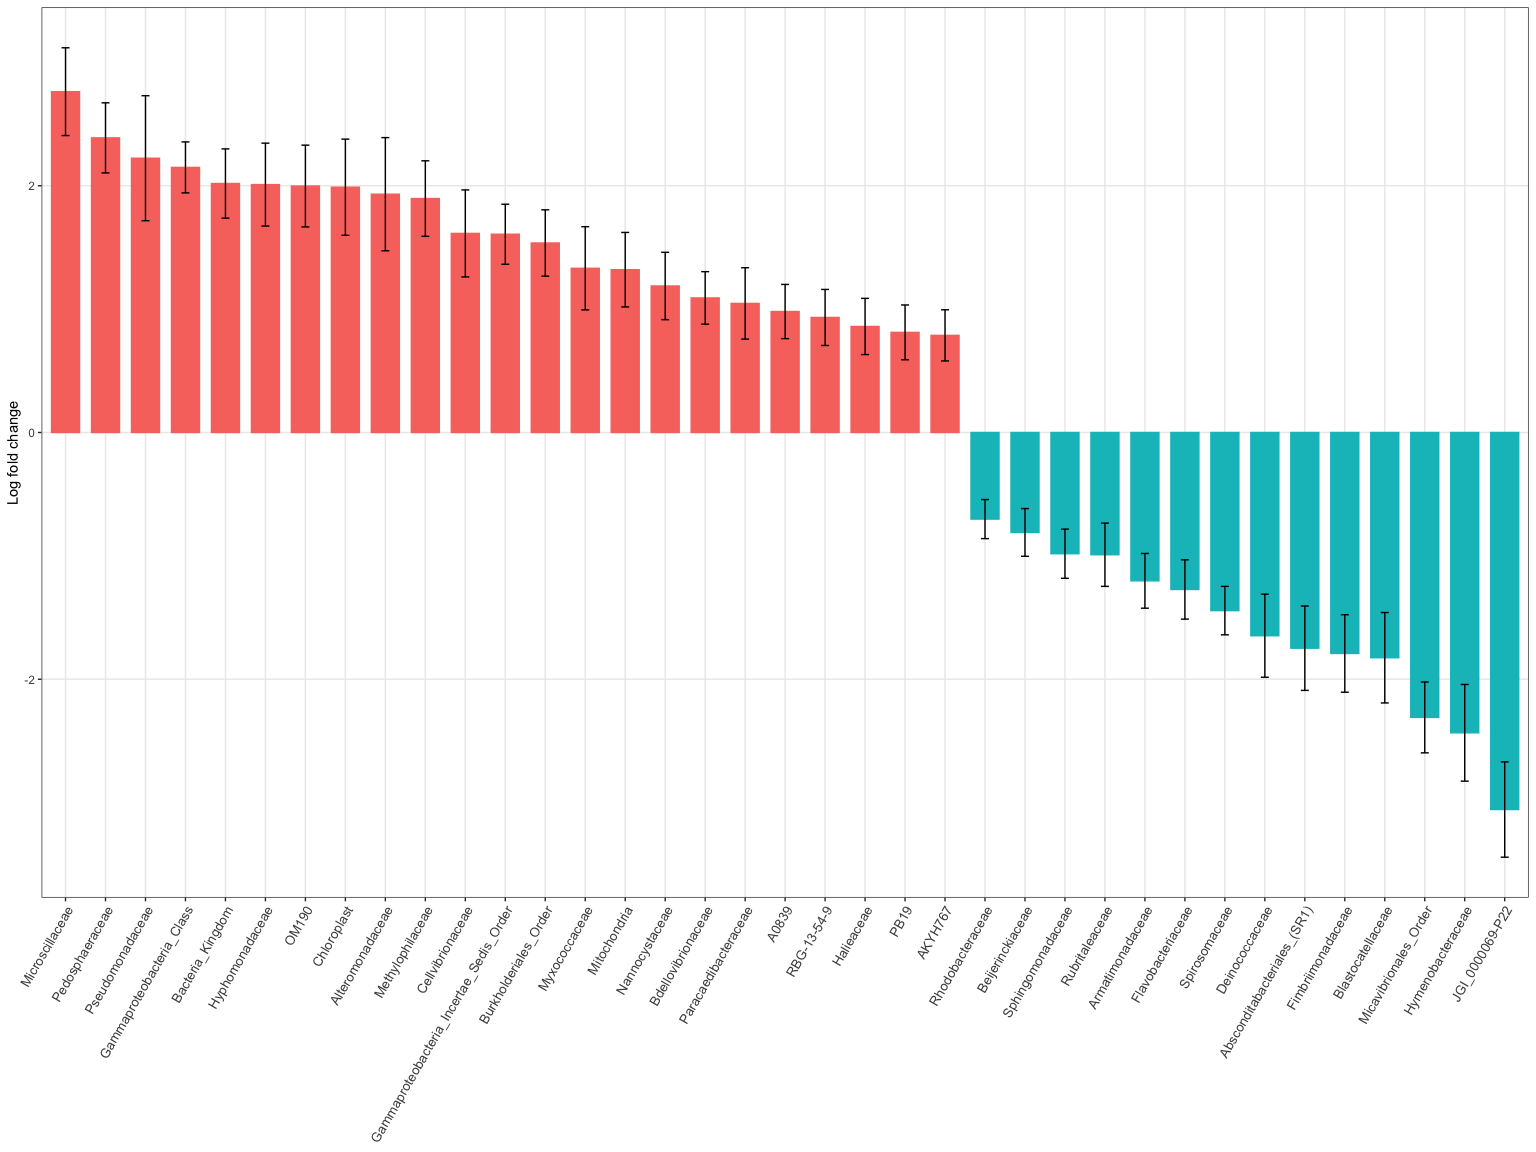 Log fold change
2
0
-2
Microscillaceae
Pedosphaeraceae
Pseudomonadaceae
Gammaproteobacteria_Class
Bacteria_Kingdom
Hyphomonadaceae
OM190
Chloroplast
Alteromonadaceae
Methylophilaceae
Cellvibrionaceae
Gammaproteobacteria_Incertae_Sedis_Order
Burkholderiales_Order
Myxococcaceae
Mitochondria
Nannocystaceae
Bdellovibrionaceae
Paracaedibacteraceae
A0839
RBG-13-54-9
Halieaceae
PB19
AKYH767
Rhodobacteraceae
Beijerinckiaceae
Sphingomonadaceae
Rubritaleaceae
Armatimonadaceae
Flavobacteriaceae
Spirosomaceae
Deinococcaceae
Absconditabacteriales_(SR1)
Fimbriimonadaceae
Blastocatellaceae
Micavibrionales_Order
Hymenobacteraceae
JGI_0000069-P22